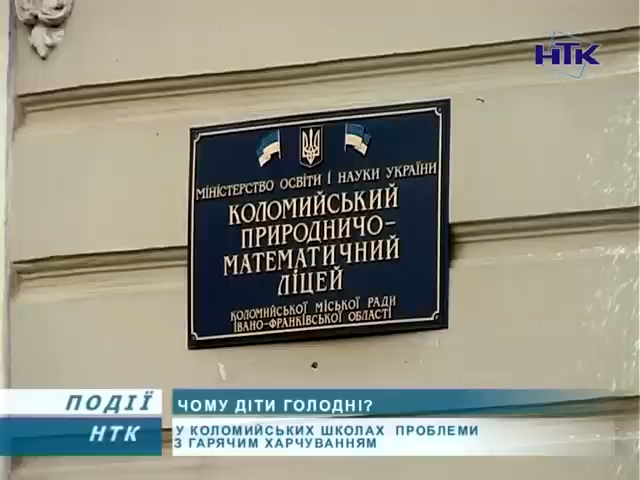 НТК
МІНІСТЕРСТВО ОСВІТИ І НАУКИ УКРАЇНИ
КОЛОМИЙСЬКИЙ
ПРИРОДНИЧО-
МАТЕМАТИЧНИЙ
ЛІЦЕЙ
КОЛОМИЙСЬКОЇ МІСЬКОЇ РАДИ
ІВАНО-ФРАНКІВСЬКОЇ ОБЛАСТІ
ПОДІЇ
НТК
ЧОМУ ДІТИ ГОЛОДНІ?
У КОЛОМИЙСЬКИХ ШКОЛАХ ПРОБЛЕМИ
З ГАРЯЧИМ ХАРЧУВАННЯМ